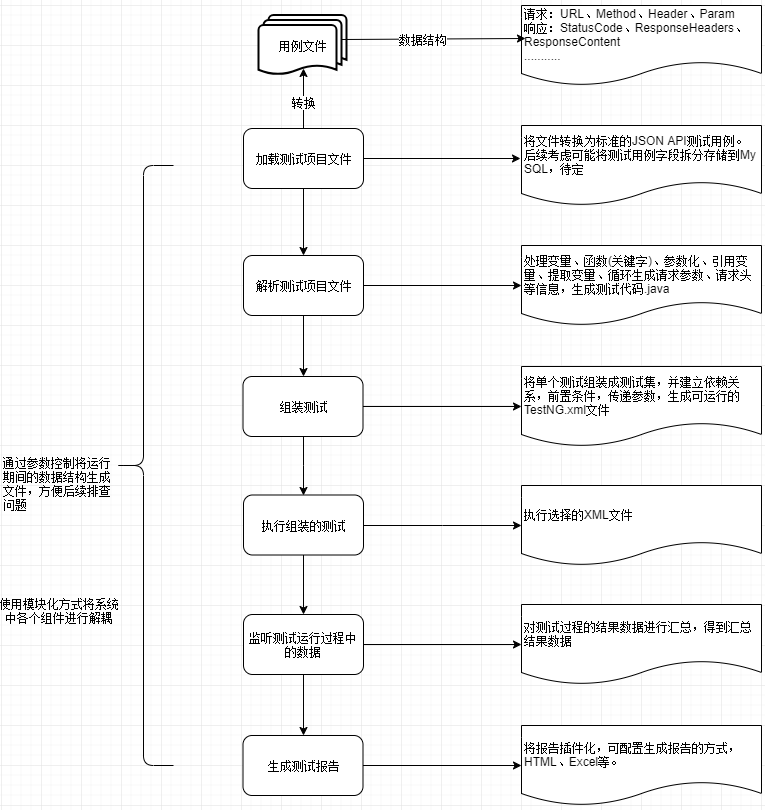 用例文件
数据结构
请求：URL、Method、Header、Param
响应：StatusCode、ResponseHeaders、
ResponseContent
...........
转换
加载测试项目文件
将文件转换为标准的JSON API测试用例。
后续考虑可能将测试用例字段拆分存储到My
SQL，待定
解析测试项目文件
处理变量、函数(关键字)、参数化、引用变
量、提取变量、循环生成请求参数、请求头
等信息，生成测试代码.java
组装测试
将单个测试组装成测试集，并建立依赖关
系，前置条件，传递参数，生成可运行的
TestNG.xml文件
通过参数控制将运行
期间的数据结构生成
文件，方便后续排查
问题
执行组装的测试
执行选择的XML文件
使用模块化方式将系统
中各个组件进行解耦
监听测试运行过程中
的数据
对测试过程的结果数据进行汇总，得到汇总
结果数据
生成测试报告
将报告插件化，可配置生成报告的方式，
HTML、Excel等。